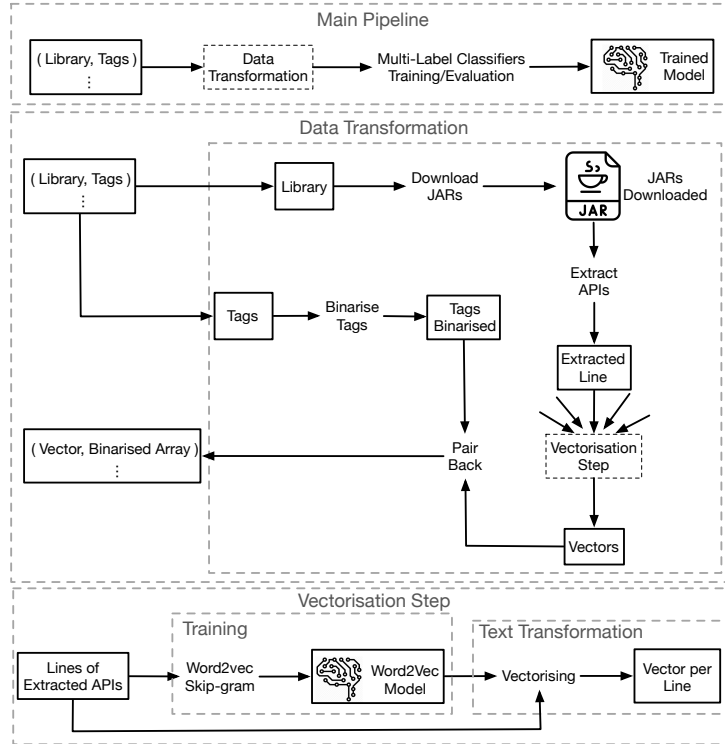 Main Pipeline
( Library, Tags )
⋮
Data
Transformation
Multi-Label Classifiers
Training/Evaluation
Trained
Model
Data Transformation
( Library, Tags )
⋮
Library
Download
JARs
JAR
JARs
Downloaded
Extract
APIs
Tags
Binarise
Tags
Tags
Binarised
Extracted
Line
( Vector, Binarised Array )
⋮
Pair
Back
Vectorisation
Step
Vectors
Vectorisation Step
Training
Text Transformation
Lines of
Extracted APIs
Word2vec
Skip-gram
Word2Vec
Model
Vectorising
Vector per
Line